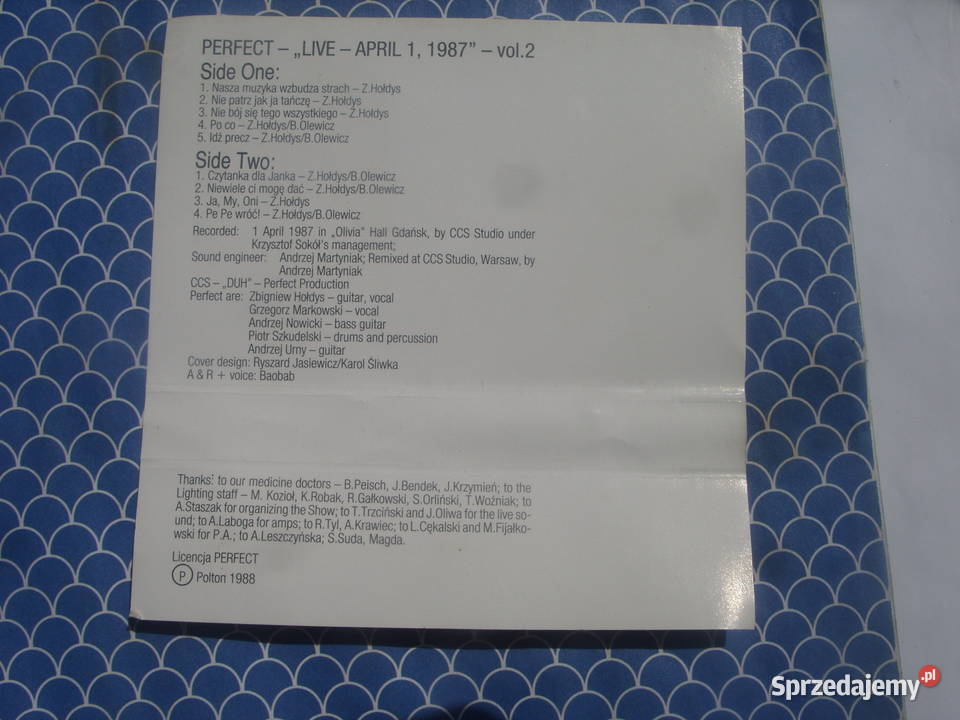 PERFECT – „LIVE – APRIL 1, 1987” – vol.2
Side One:
1. Nasza muzyka wzbudza strach – Z.Hołdys
2. Nie patrz jak ja tańczę – Z.Hołdys
3. Nie bój się tego wszystkiego – Z.Hołdys
4. Po co – Z.Hołdys/B.Olewicz
5. Idź precz – Z.Hołdys/B.Olewicz
Side Two:
1. Czytanka dla Janka – Z.Hołdys/B.Olewicz
2. Niewiele ci mogę dać – Z.Hołdys/B.Olewicz
3. Ja, My, Oni – Z.Hołdys
4. Pe Pe wróć! – Z.Hołdys/B.Olewicz
Recorded: 1 April 1987 in „Olivia” Hall Gdańsk, by CCS Studio under
Krzysztof Sokół's management;
Sound engineer: Andrzej Martyniak; Remixed at CCS Studio, Warsaw, by
Andrzej Martyniak
CCS – „DUH” – Perfect Production
Perfect are: Zbigniew Hołdys – guitar, vocal
Grzegorz Markowski – vocal
Andrzej Nowicki – bass guitar
Piotr Szkudelski – drums and percussion
Andrzej Urny – guitar
Cover design: Ryszard Jasiewicz/Karol Śliwka
A & R + voice: Baobab
Thanks: to our medicine doctors – B.Peisch, J.Bendek, J.Krzymień; to the
Lighting staff – M. Kozioł, K.Robak, R.Gałkowski, S.Orliński, T.Woźniak; to
A.Staszak for organizing the Show; to T.Trzciński and J.Oliwa for the live so-
und; to A.Laboga for amps; to R.Tyl, A.Krawiec; to L.Cękalski and M.Fijałko-
wski for P.A.; to A.Leszczyńska; S.Suda, Magda.
Licencja PERFECT
Ⓟ Polton 1988
Sprzedajemy.pl